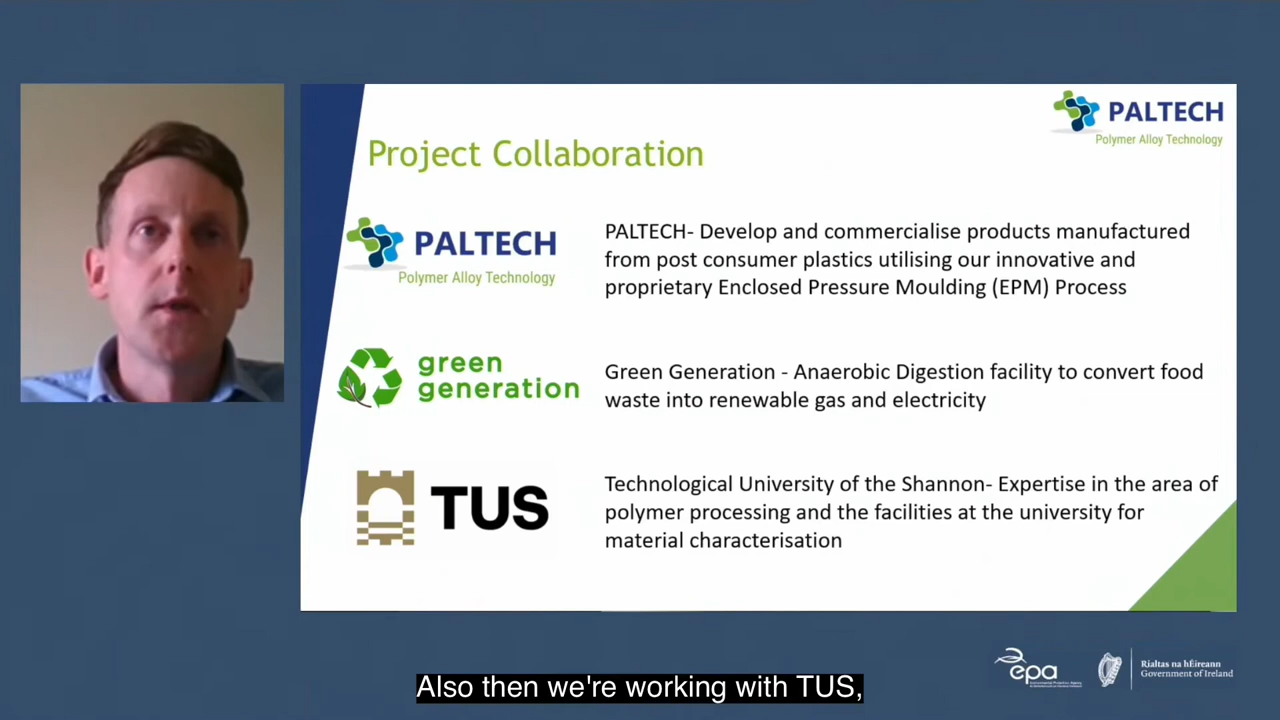 PALTECH
Polymer Alloy Technology
Project Collaboration
PALTECH
Polymer Alloy Technology
PALTECH- Develop and commercialise products manufactured
from post consumer plastics utilising our innovative and
proprietary Enclosed Pressure Moulding (EPM) Process
green
generation
Green Generation - Anaerobic Digestion facility to convert food
waste into renewable gas and electricity
TUS
Technological University of the Shannon- Expertise in the area of
polymer processing and the facilities at the university for
material characterisation
epa
Rialtas na hÉireann
Government of Ireland
Also then we're working with TUS,